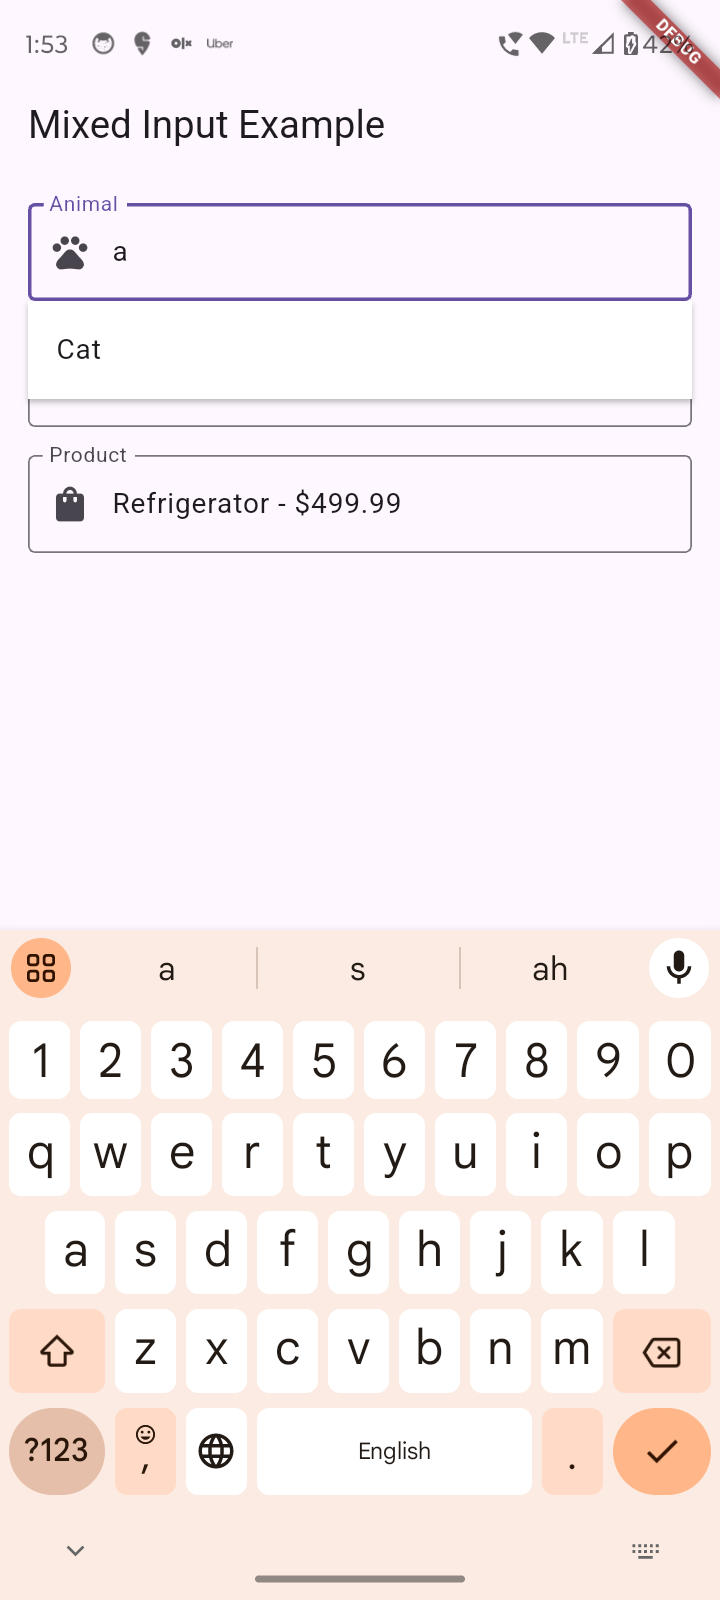 1:53 olx Uber LTE 42%
DEBUG
Mixed Input Example
Animal
a
Cat
Product
Refrigerator - $499.99
a s ah
1 2 3 4 5 6 7 8 9 0
q w e r t y u i o p
a s d f g h j k l
z x c v b n m
?123 , English .